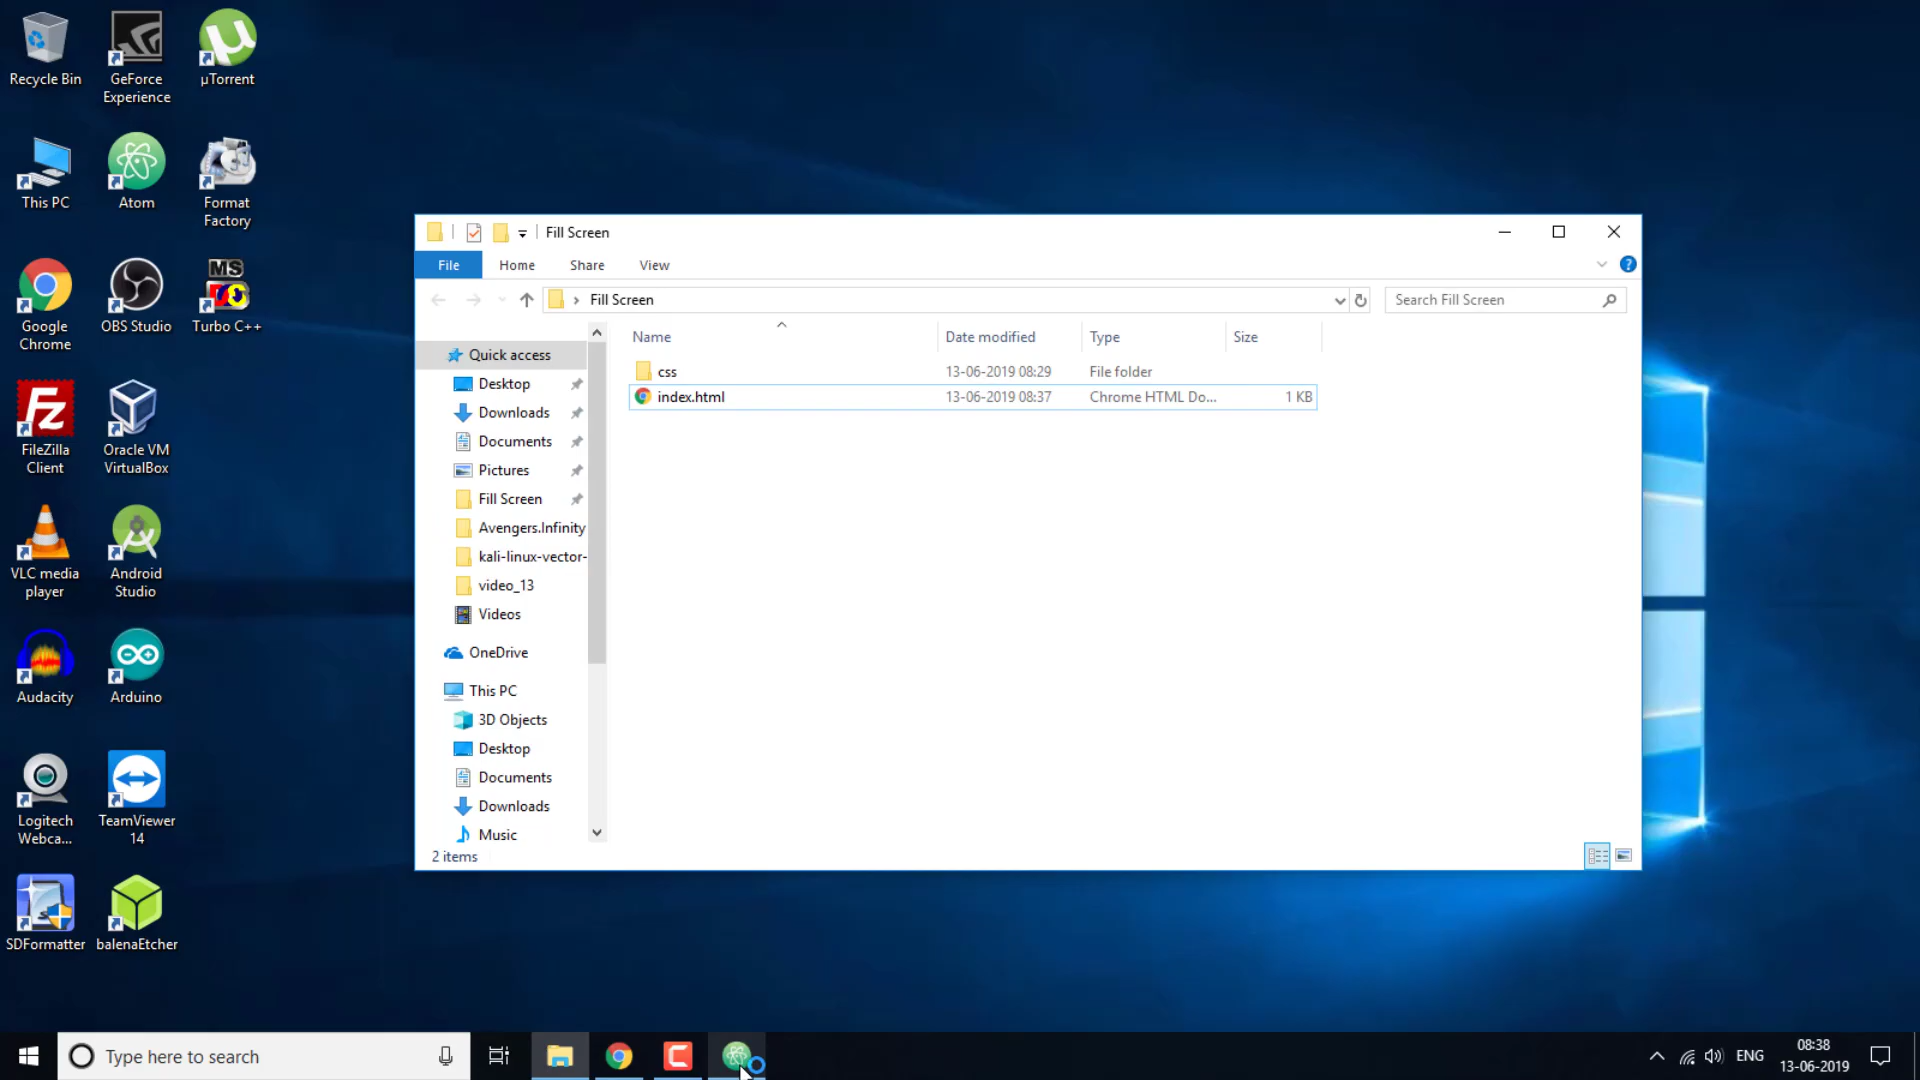 Recycle Bin
GeForce
Experience
µTorrent
This PC
Atom
Format
Factory
Google
Chrome
OBS Studio
MS
Turbo C++
FileZilla
Client
Oracle VM
VirtualBox
VLC media
player
Android
Studio
Audacity
Arduino
Logitech
Webca...
TeamViewer
14
SDFormatter
balenaEtcher
Fill Screen
File
Home
Share
View
Fill Screen
Search Fill Screen
Name
Date modified
Type
Size
css
13-06-2019 08:29
File folder
index.html
13-06-2019 08:37
Chrome HTML Do...
1 KB
Quick access
Desktop
Downloads
Documents
Pictures
Fill Screen
Avengers.Infinity
kali-linux-vector-
video_13
Videos
OneDrive
This PC
3D Objects
Desktop
Documents
Downloads
Music
2 items
Type here to search
ENG
08:38
13-06-2019